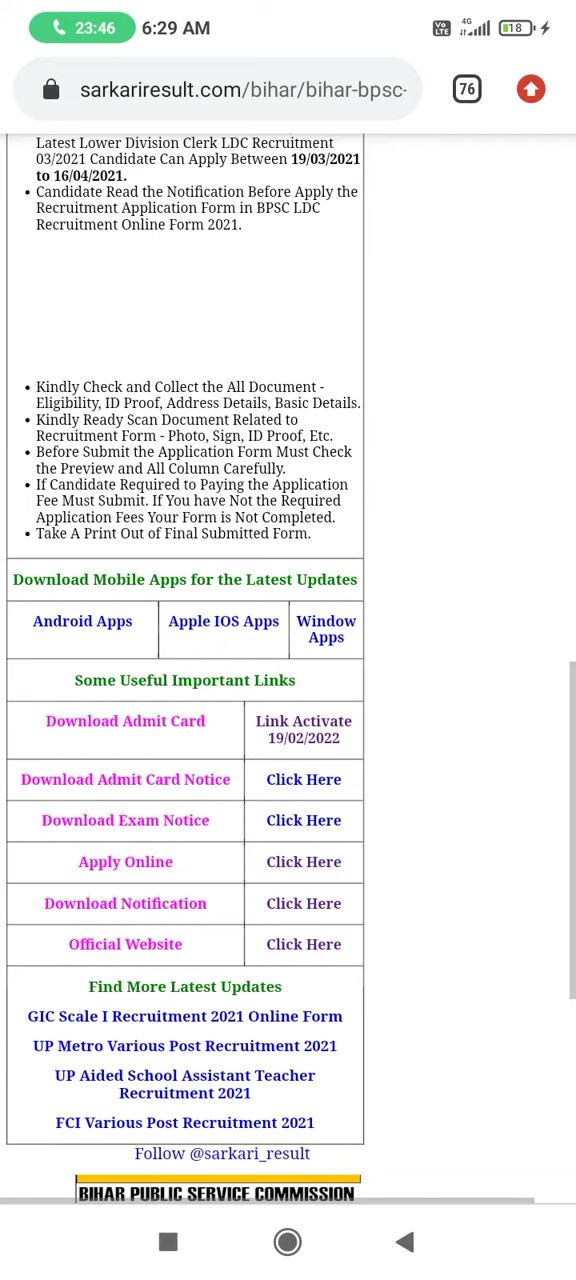 23:46 6:29 AM Vo LTE 4G 18
sarkariresult.com/bihar/bihar-bpsc- 76
Latest Lower Division Clerk LDC Recruitment
03/2021 Candidate Can Apply Between 19/03/2021
to 16/04/2021.
• Candidate Read the Notification Before Apply the
Recruitment Application Form in BPSC LDC
Recruitment Online Form 2021.
• Kindly Check and Collect the All Document -
Eligibility, ID Proof, Address Details, Basic Details.
• Kindly Ready Scan Document Related to
Recruitment Form - Photo, Sign, ID Proof, Etc.
• Before Submit the Application Form Must Check
the Preview and All Column Carefully.
• If Candidate Required to Paying the Application
Fee Must Submit. If You have Not the Required
Application Fees Your Form is Not Completed.
• Take A Print Out of Final Submitted Form.
Download Mobile Apps for the Latest Updates
Android Apps Apple IOS Apps Window
Apps
Some Useful Important Links
Download Admit Card Link Activate
19/02/2022
Download Admit Card Notice Click Here
Download Exam Notice Click Here
Apply Online Click Here
Download Notification Click Here
Official Website Click Here
Find More Latest Updates
GIC Scale I Recruitment 2021 Online Form
UP Metro Various Post Recruitment 2021
UP Aided School Assistant Teacher
Recruitment 2021
FCI Various Post Recruitment 2021
Follow @sarkari_result
BIHAR PUBLIC SERVICE COMMISSION